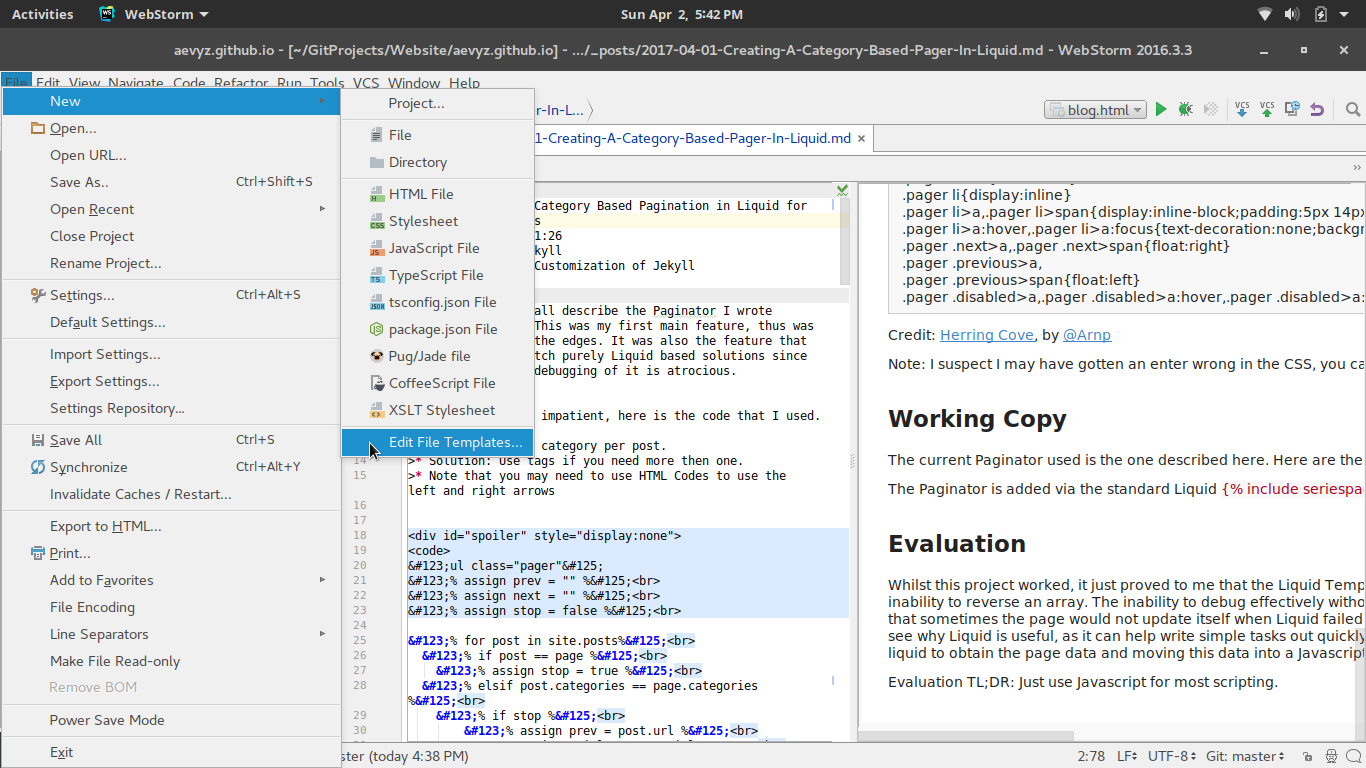 Activities WebStorm Sun Apr 2, 5:42 PM
aevyz.github.io - [~/GitProjects/Website/aevyz.github.io] - .../_posts/2017-04-01-Creating-A-Category-Based-Pager-In-Liquid.md - WebStorm 2016.3.3
File Edit View Navigate Code Refactor Run Tools VCS Window Help
New
Open...
Open URL...
Save As.. Ctrl+Shift+S
Open Recent
Close Project
Rename Project...
Settings... Ctrl+Alt+S
Default Settings...
Import Settings...
Export Settings...
Settings Repository...
Save All Ctrl+S
Synchronize Ctrl+Alt+Y
Invalidate Caches / Restart...
Export to HTML...
Print...
Add to Favorites
File Encoding
Line Separators
Make File Read-only
Remove BOM
Power Save Mode
Exit
Project...
File
Directory
HTML File
Stylesheet
JavaScript File
TypeScript File
tsconfig.json File
package.json File
Pug/Jade file
CoffeeScript File
XSLT Stylesheet
Edit File Templates...
r-In-L... blog.html VCS VCS
1-Creating-A-Category-Based-Pager-In-Liquid.md ×
Category Based Pagination in Liquid for
s
1:26
kyll
Customization of Jekyll
all describe the Paginator I wrote
This was my first main feature, thus was
the edges. It was also the feature that
tch purely Liquid based solutions since
debugging of it is atrocious.
impatient, here is the code that I used.
category per post.
14 >* Solution: Use tags if you need more then one.
15 >* Note that you may need to use HTML Codes to use the
left and right arrows
16
17
18 <div id="spoiler" style="display:none">
19 <code>
20 &#123;ul class="pager"&#125;
21 &#123;% assign prev = "" %&#125;<br>
22 &#123;% assign next = "" %&#125;<br>
23 &#123;% assign stop = false %&#125;<br>
24
25 &#123;% for post in site.posts%&#125;<br>
26 &#123;% if post == page %&#125;<br>
27 &#123;% assign stop = true %&#125;<br>
28 &#123;% elsif post.categories == page.categories
%&#125;<br>
29 &#123;% if stop %&#125;<br>
30 &#123;% assign prev = post.url %&#125;<br>
.pager li{display:inline}
.pager li>a,.pager li>span{display:inline-block;padding:5px 14px
.pager li>a:hover,.pager li>a:focus{text-decoration:none;backgr
.pager .next>a,.pager .next>span{float:right}
.pager .previous>a,
.pager .previous>span{float:left}
.pager .disabled>a,.pager .disabled>a:hover,.pager .disabled>a:
Credit: Herring Cove, by @Arnp
Note: I suspect I may have gotten an enter wrong in the CSS, you ca
Working Copy
The current Paginator used is the one described here. Here are the
The Paginator is added via the standard Liquid {% include seriespa
Evaluation
Whilst this project worked, it just proved to me that the Liquid Temp
inability to reverse an array. The inability to debug effectively witho
that sometimes the page would not update itself when Liquid failed
see why Liquid is useful, as it can help write simple tasks out quickly
liquid to obtain the page data and moving this data into a Javascript
Evaluation TL;DR: Just use Javascript for most scripting.
ster (today 4:38 PM) 2:78 LF UTF-8 Git: master